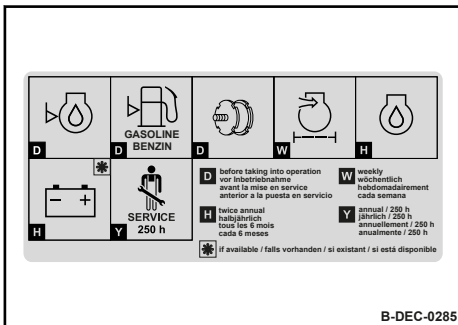 D
D
GASOLINE
BENZIN
D
W
H
H
Y
SERVICE
250 h
D
before taking into operation
vor Inbetriebnahme
avant la mise en service
anterior a la puesta en servicio
W
weekly
wöchentlich
hebdomadairement
cada semana
H
twice annual
halbjährlich
tous les 6 mois
cada 6 meses
Y
annual / 250 h
jährlich / 250 h
annuellement / 250 h
anualmente / 250 h
if available / falls vorhanden / si existant / si está disponible
B-DEC-0285